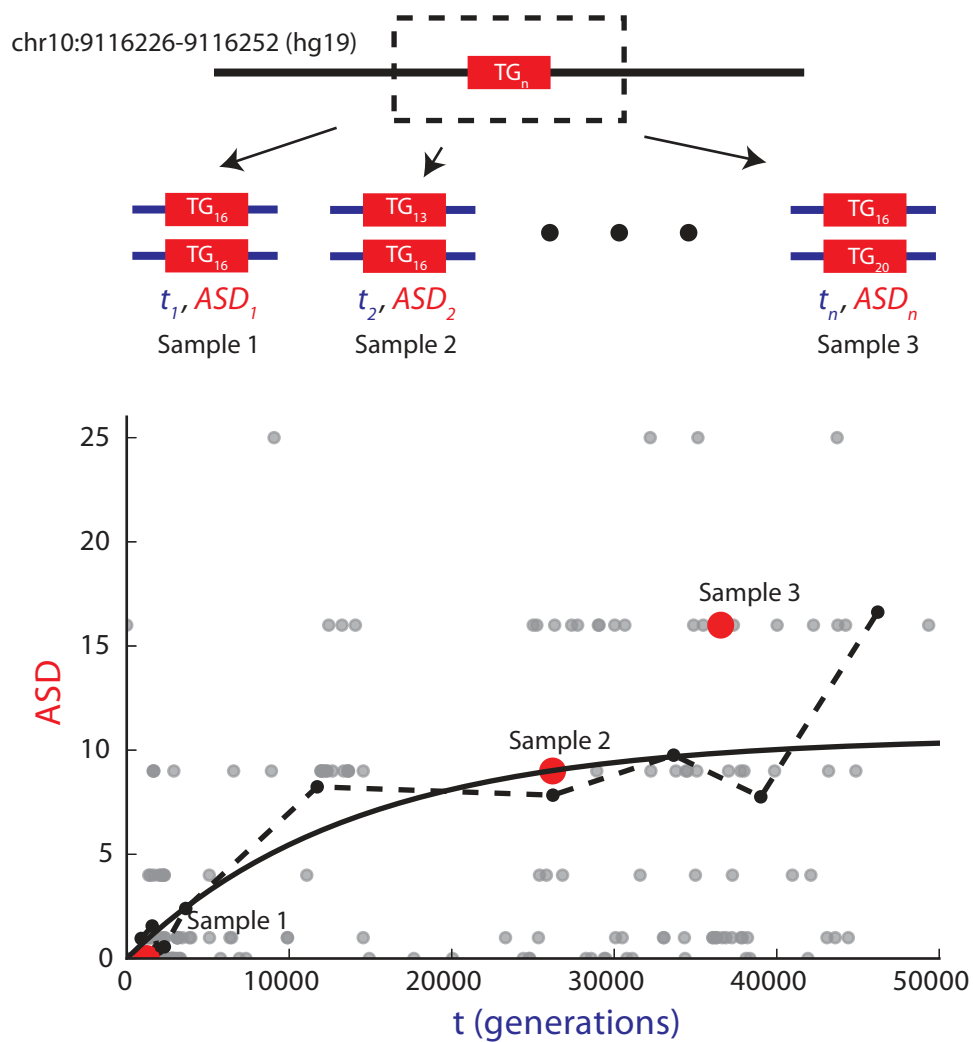 chr10:9116226-9116252 (hg19)
TGn
TG16 TG13 TG16
TG16 TG16 TG20
t1, ASD1 t2, ASD2 tn, ASDn
Sample 1 Sample 2 Sample 3
25
20
Sample 3
15
ASD
Sample 2
10
5
Sample 1
0
0 10000 20000 30000 40000 50000
t (generations)